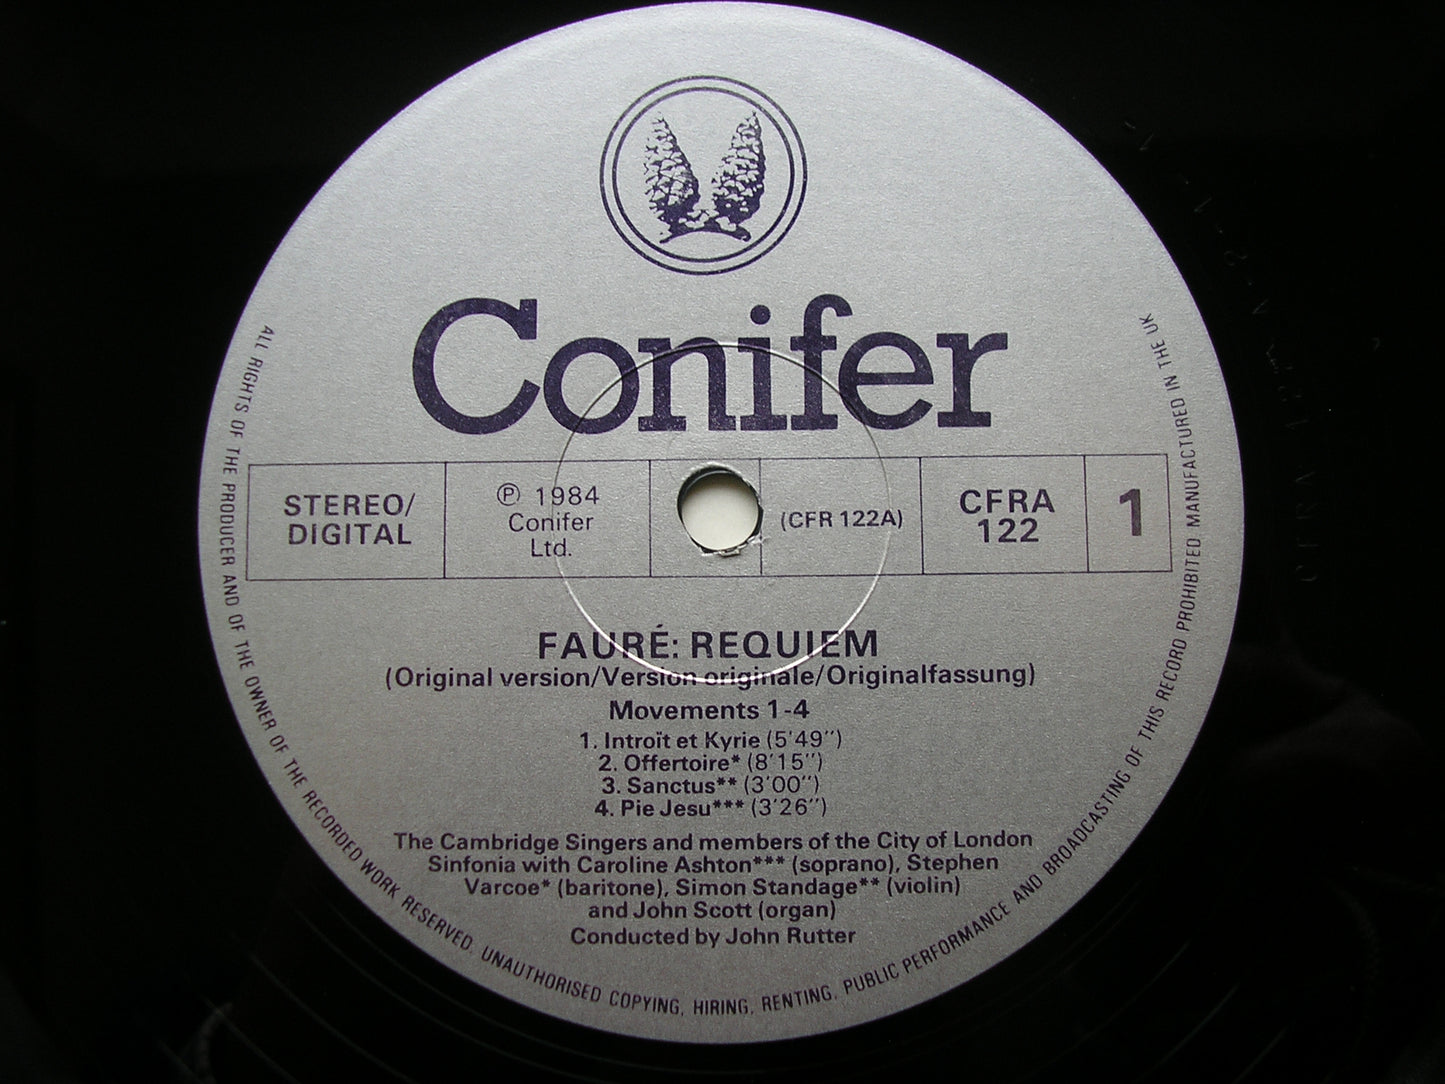 Conifer
STEREO/
DIGITAL
℗ 1984
Conifer
Ltd.
(CFR 122A)
CFRA
122
1
FAURÉ: REQUIEM
(Original version/Version originale/Originalfassung)
Movements 1-4
1. Introït et Kyrie (5'49'')
2. Offertoire* (8'15'')
3. Sanctus** (3'00'')
4. Pie Jesu*** (3'26'')
The Cambridge Singers and members of the City of London
Sinfonia with Caroline Ashton*** (soprano), Stephen
Varcoe* (baritone), Simon Standage** (violin)
and John Scott (organ)
Conducted by John Rutter
ALL RIGHTS OF THE PRODUCER AND OF THE OWNER OF THE RECORDED WORK RESERVED. UNAUTHORISED COPYING, HIRING, RENTING, PUBLIC PERFORMANCE AND BROADCASTING OF THIS RECORD PROHIBITED MANUFACTURED IN THE UK